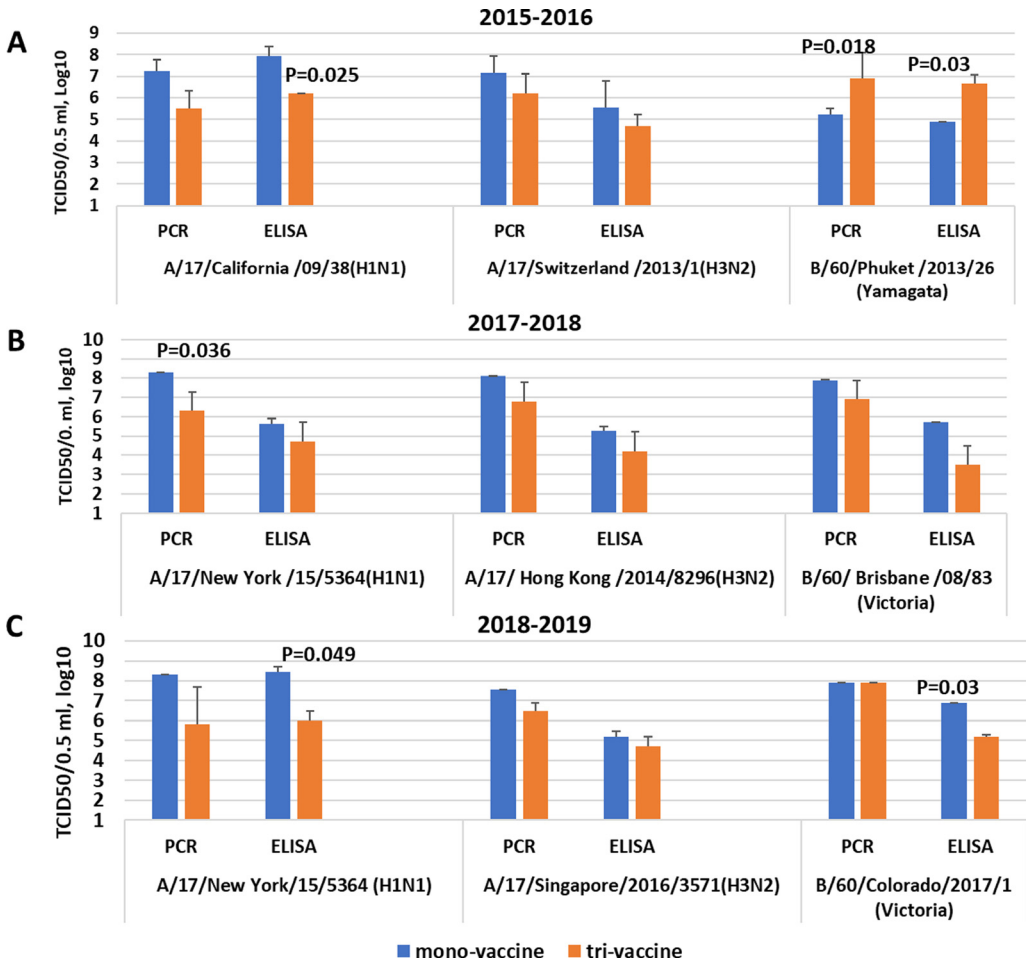 2015-2016
A
TCID50/0.5 ml, Log10
9
8
7
6
5
4
3
2
1
P=0.025
P=0.018
P=0.03
PCR ELISA PCR ELISA PCR ELISA
A/17/California /09/38(H1N1) A/17/Switzerland /2013/1(H3N2) B/60/Phuket /2013/26
(Yamagata)
2017-2018
B
TCID50/0. ml, log10
10
9
8
7
6
5
4
3
2
1
P=0.036
PCR ELISA PCR ELISA PCR ELISA
A/17/New York /15/5364(H1N1) A/17/ Hong Kong /2014/8296(H3N2) B/60/ Brisbane /08/83
(Victoria)
2018-2019
C
TCID50/0.5 ml, log10
10
9
8
7
6
5
4
3
2
1
P=0.049
P=0.03
PCR ELISA PCR ELISA PCR ELISA
A/17/New York/15/5364 (H1N1) A/17/Singapore/2016/3571(H3N2) B/60/Colorado/2017/1
(Victoria)
mono-vaccine tri-vaccine